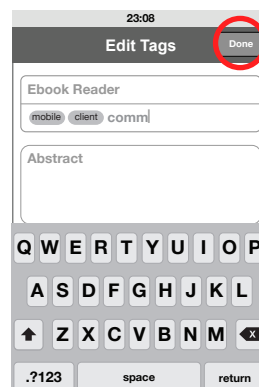 23:08
Edit Tags Done
Ebook Reader
mobile client comm
Abstract
Q W E R T Y U I O P
A S D F G H J K L
Z X C V B N M
.?123 space return